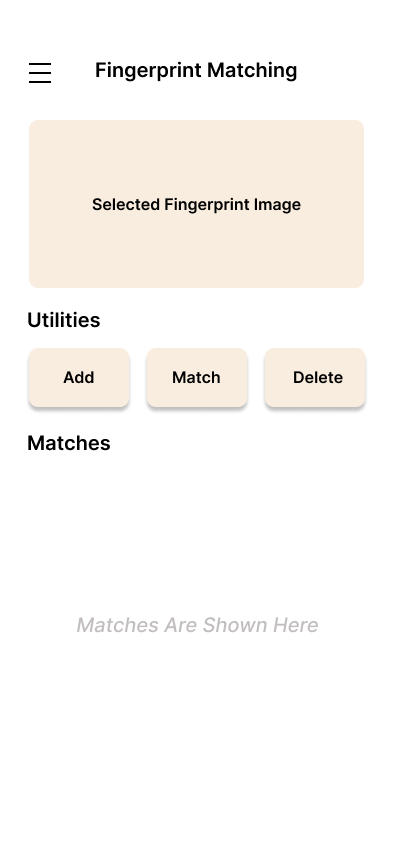 Fingerprint Matching
Selected Fingerprint Image
Utilities
Add Match Delete
Matches
Matches Are Shown Here